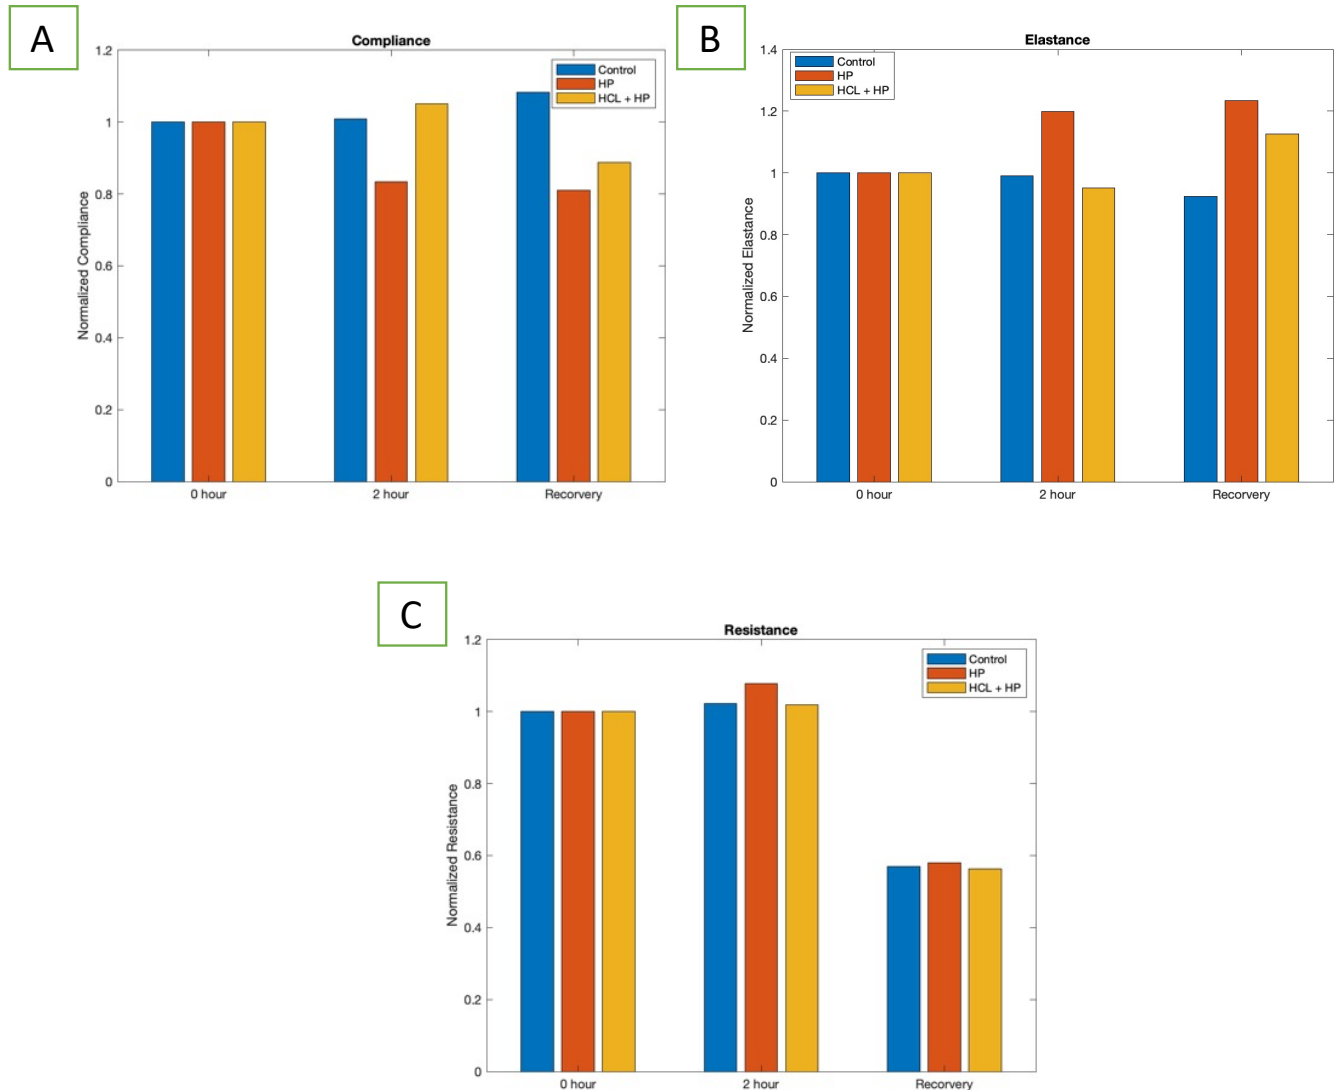 A
Compliance
1.2
1
0.8
0.6
0.4
0.2
0
Normalized Compliance
Control
HP
HCL + HP
0 hour
2 hour
Recorvery
B
Elastance
1.4
1.2
1
0.8
0.6
0.4
0.2
0
Normalized Elastance
Control
HP
HCL + HP
0 hour
2 hour
Recorvery
C
Resistance
1.2
1
0.8
0.6
0.4
0.2
0
Normalized Resistance
Control
HP
HCL + HP
0 hour
2 hour
Recorvery